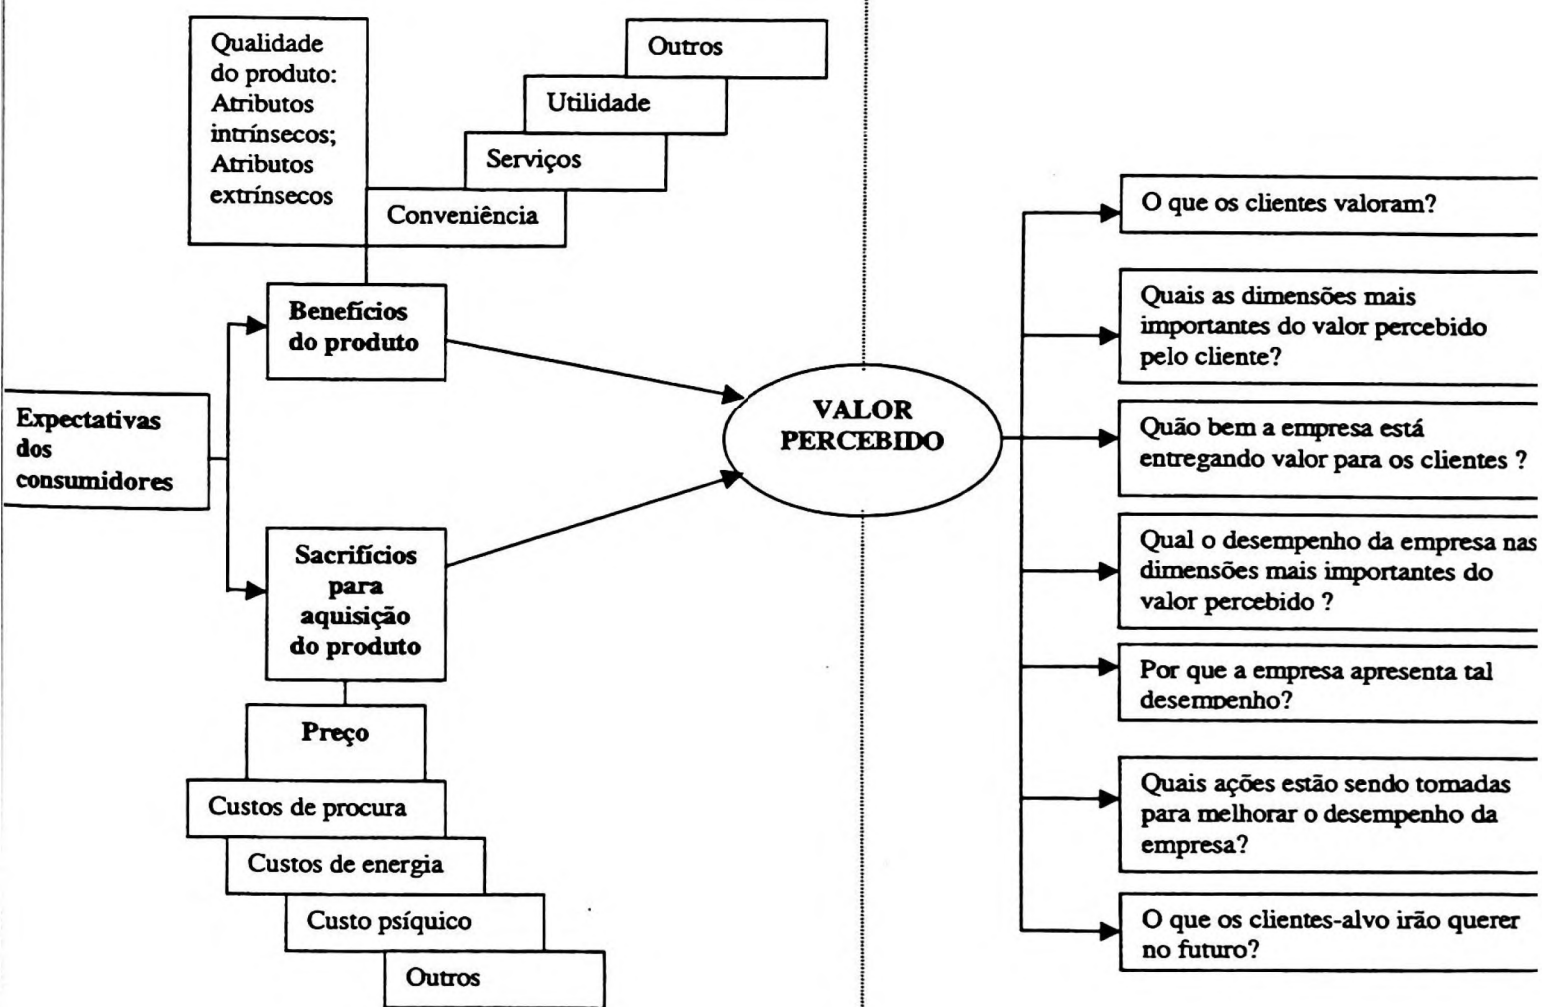 Qualidade
do produto:
Atributos
intrínsecos;
Atributos
extrínsecos
Outros
Utilidade
Serviços
Conveniência
Benefícios
do produto
Expectativas
dos
consumidores
Sacrifícios
para
aquisição
do produto
Preço
Custos de procura
Custos de energia
Custo psíquico
Outros
VALOR
PERCEBIDO
O que os clientes valoram?
Quais as dimensões mais
importantes do valor percebido
pelo cliente?
Quão bem a empresa está
entregando valor para os clientes ?
Qual o desempenho da empresa nas
dimensões mais importantes do
valor percebido ?
Por que a empresa apresenta tal
desempenho?
Quais ações estão sendo tomadas
para melhorar o desempenho da
empresa?
O que os clientes-alvo irão querer
no futuro?